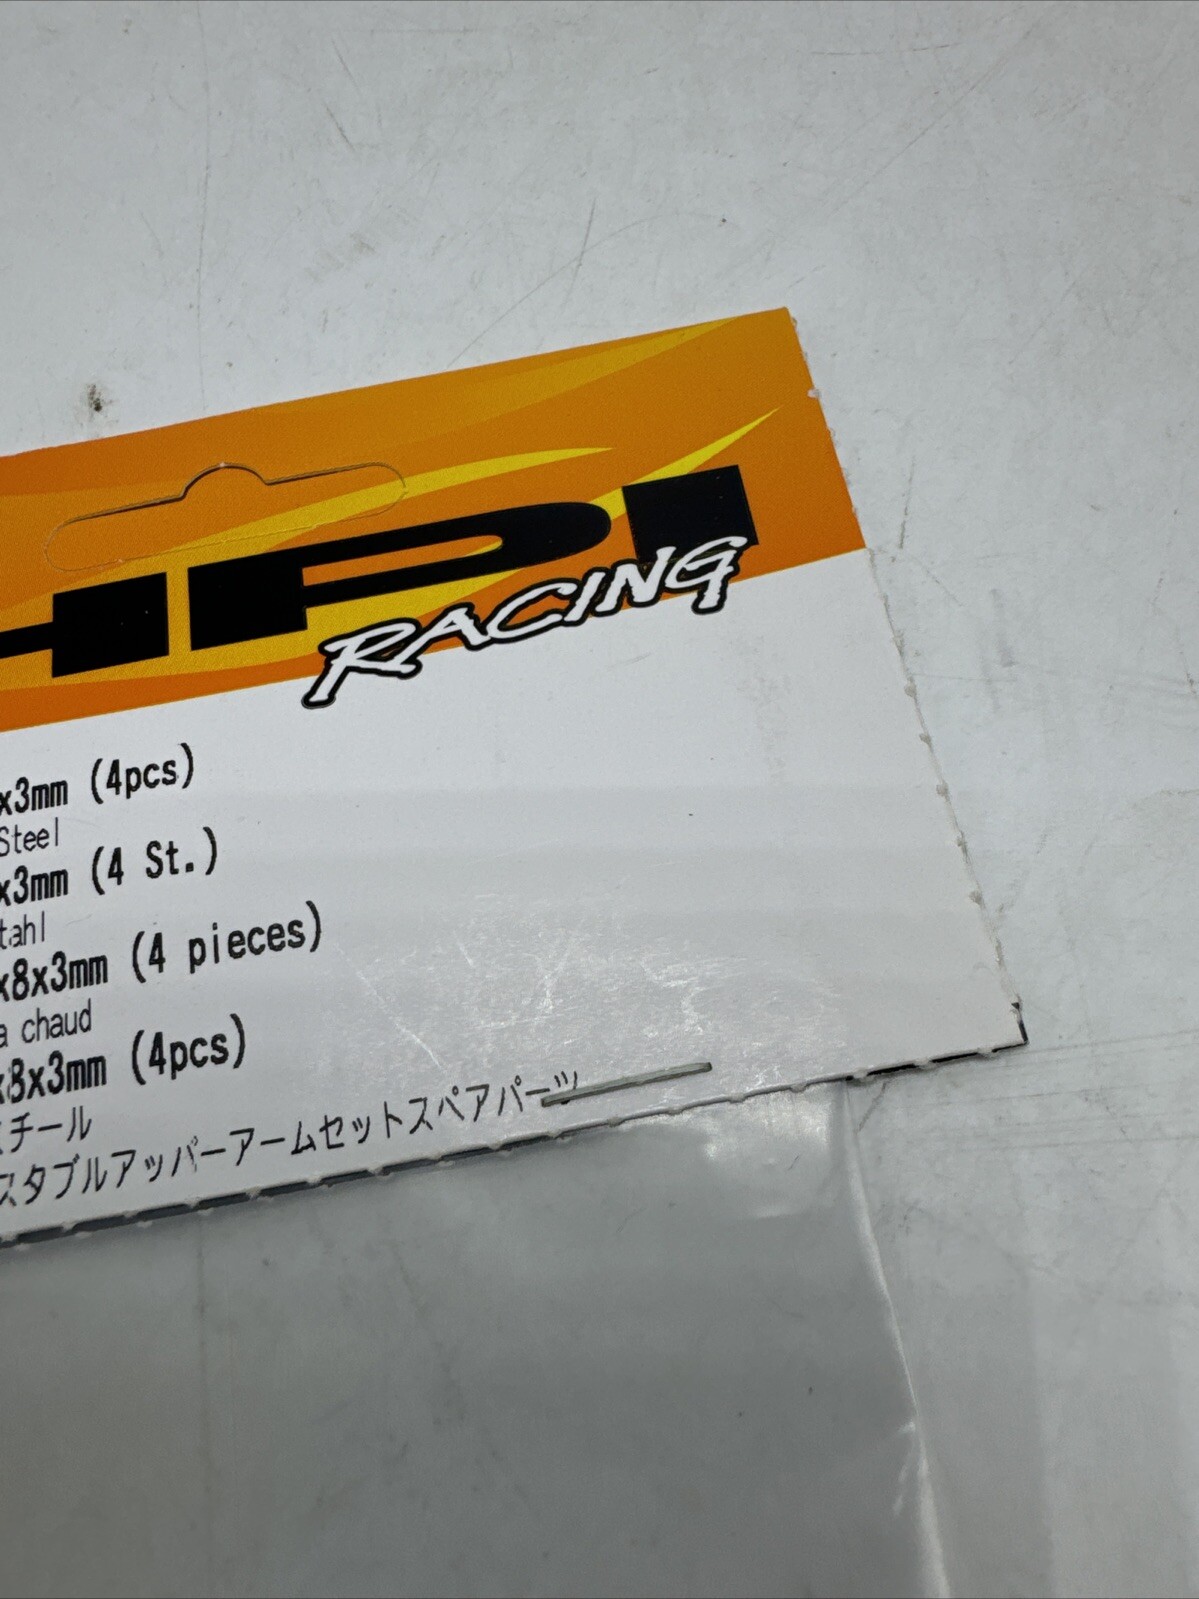 HPI
RACING
x3mm (4pcs)
Steel
x3mm (4 St.)
tahl
x8x3mm (4 pieces)
a chaud
x8x3mm (4pcs)
チール
スタブルアッパーアームセットスペアパーツ